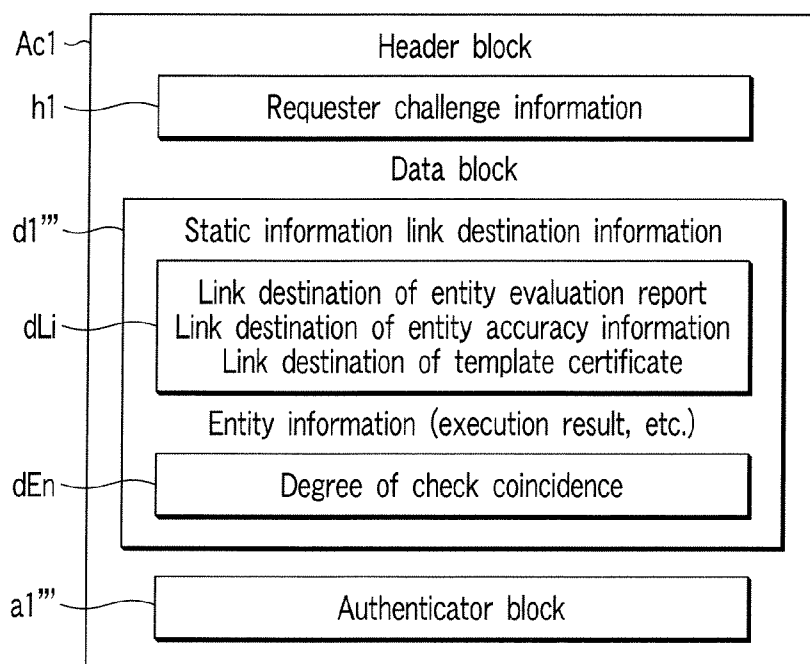 Ac1
Header block
h1
Requester challenge information
Data block
d1""
Static information link destination information
dLi
Link destination of entity evaluation report
Link destination of entity accuracy information
Link destination of template certificate
Entity information (execution result, etc.)
dEn
Degree of check coincidence
a1""
Authenticator block